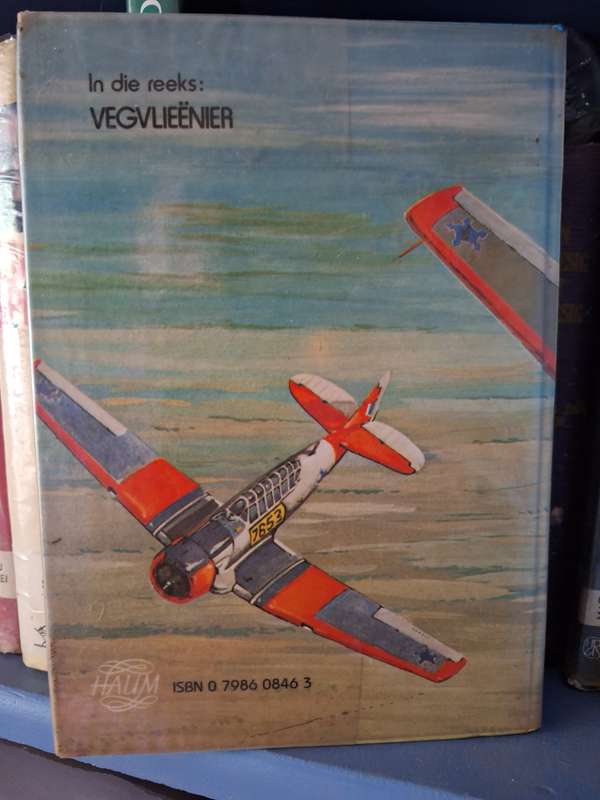 In die reeks:
VEGVLIEËNIER
7653
HAUM
ISBN 0 7986 0846 3